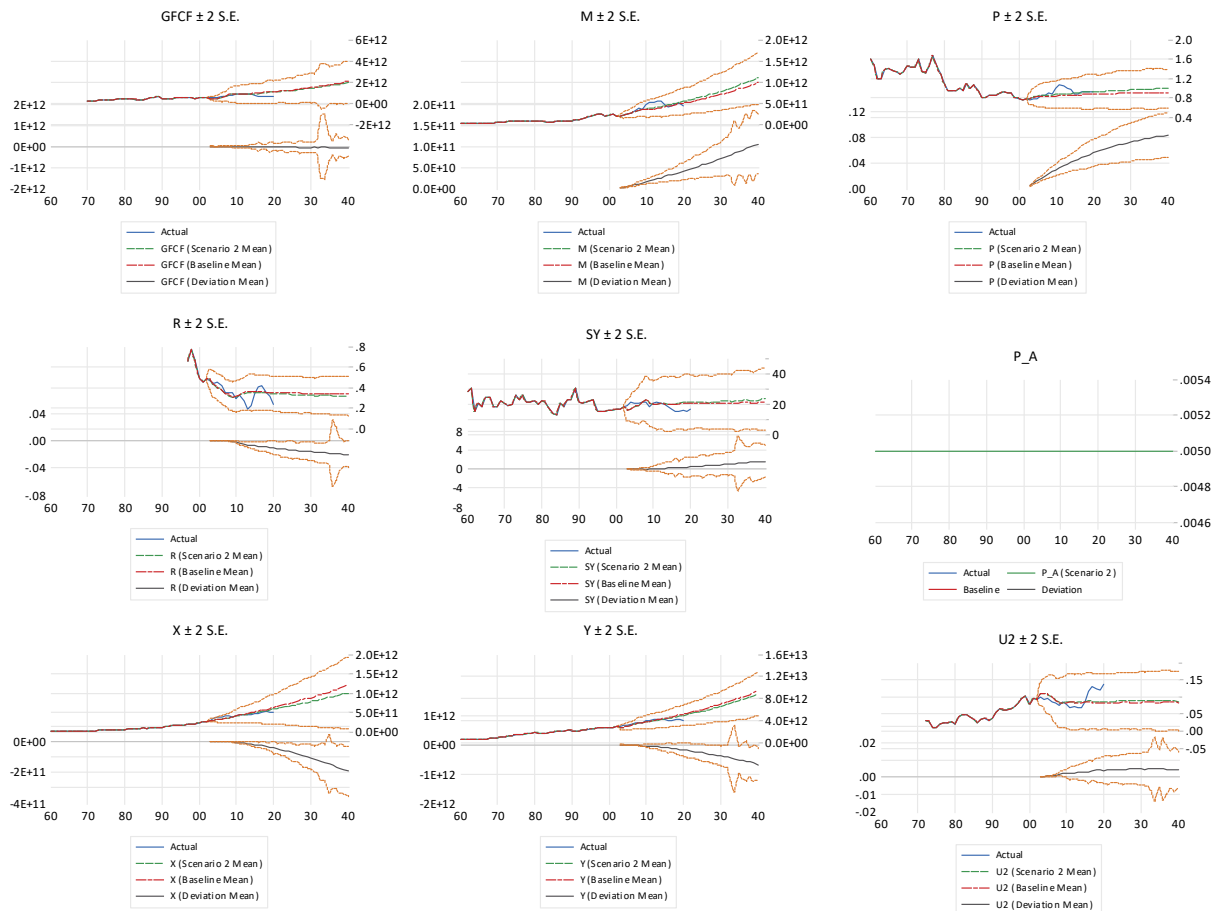 GFCF ± 2 S.E.
6E+12
4E+12
2E+12
0E+00
-2E+12
2E+12
1E+12
0E+00
-1E+12
-2E+12
60 70 80 90 00 10 20 30 40
Actual
GFCF (Scenario 2 Mean)
GFCF (Baseline Mean)
GFCF (Deviation Mean)
M ± 2 S.E.
2.0E+12
1.5E+12
1.0E+12
5.0E+11
0.0E+00
2.0E+11
1.5E+11
1.0E+11
5.0E+10
0.0E+00
60 70 80 90 00 10 20 30 40
Actual
M (Scenario 2 Mean)
M (Baseline Mean)
M (Deviation Mean)
P ± 2 S.E.
2.0
1.6
1.2
0.8
0.4
.12
.08
.04
.00
60 70 80 90 00 10 20 30 40
Actual
P (Scenario 2 Mean)
P (Baseline Mean)
P (Deviation Mean)
R ± 2 S.E.
.8
.6
.4
.2
.0
.04
.00
-.04
-.08
60 70 80 90 00 10 20 30 40
Actual
R (Scenario 2 Mean)
R (Baseline Mean)
R (Deviation Mean)
SY ± 2 S.E.
40
20
0
8
4
0
-4
-8
60 70 80 90 00 10 20 30 40
Actual
SY (Scenario 2 Mean)
SY (Baseline Mean)
SY (Deviation Mean)
P_A
.0054
.0052
.0050
.0048
.0046
60 70 80 90 00 10 20 30 40
Actual P_A (Scenario 2)
Baseline Deviation
X ± 2 S.E.
2.0E+12
1.5E+12
1.0E+12
5.0E+11
0.0E+00
0E+00
-2E+11
-4E+11
60 70 80 90 00 10 20 30 40
Actual
X (Scenario 2 Mean)
X (Baseline Mean)
X (Deviation Mean)
Y ± 2 S.E.
1.6E+13
1.2E+13
8.0E+12
4.0E+12
0.0E+00
1E+12
0E+00
-1E+12
-2E+12
60 70 80 90 00 10 20 30 40
Actual
Y (Scenario 2 Mean)
Y (Baseline Mean)
Y (Deviation Mean)
U2 ± 2 S.E.
.15
.05
.00
-.05
.02
.00
-.01
-.02
60 70 80 90 00 10 20 30 40
Actual
U2 (Scenario 2 Mean)
U2 (Baseline Mean)
U2 (Deviation Mean)